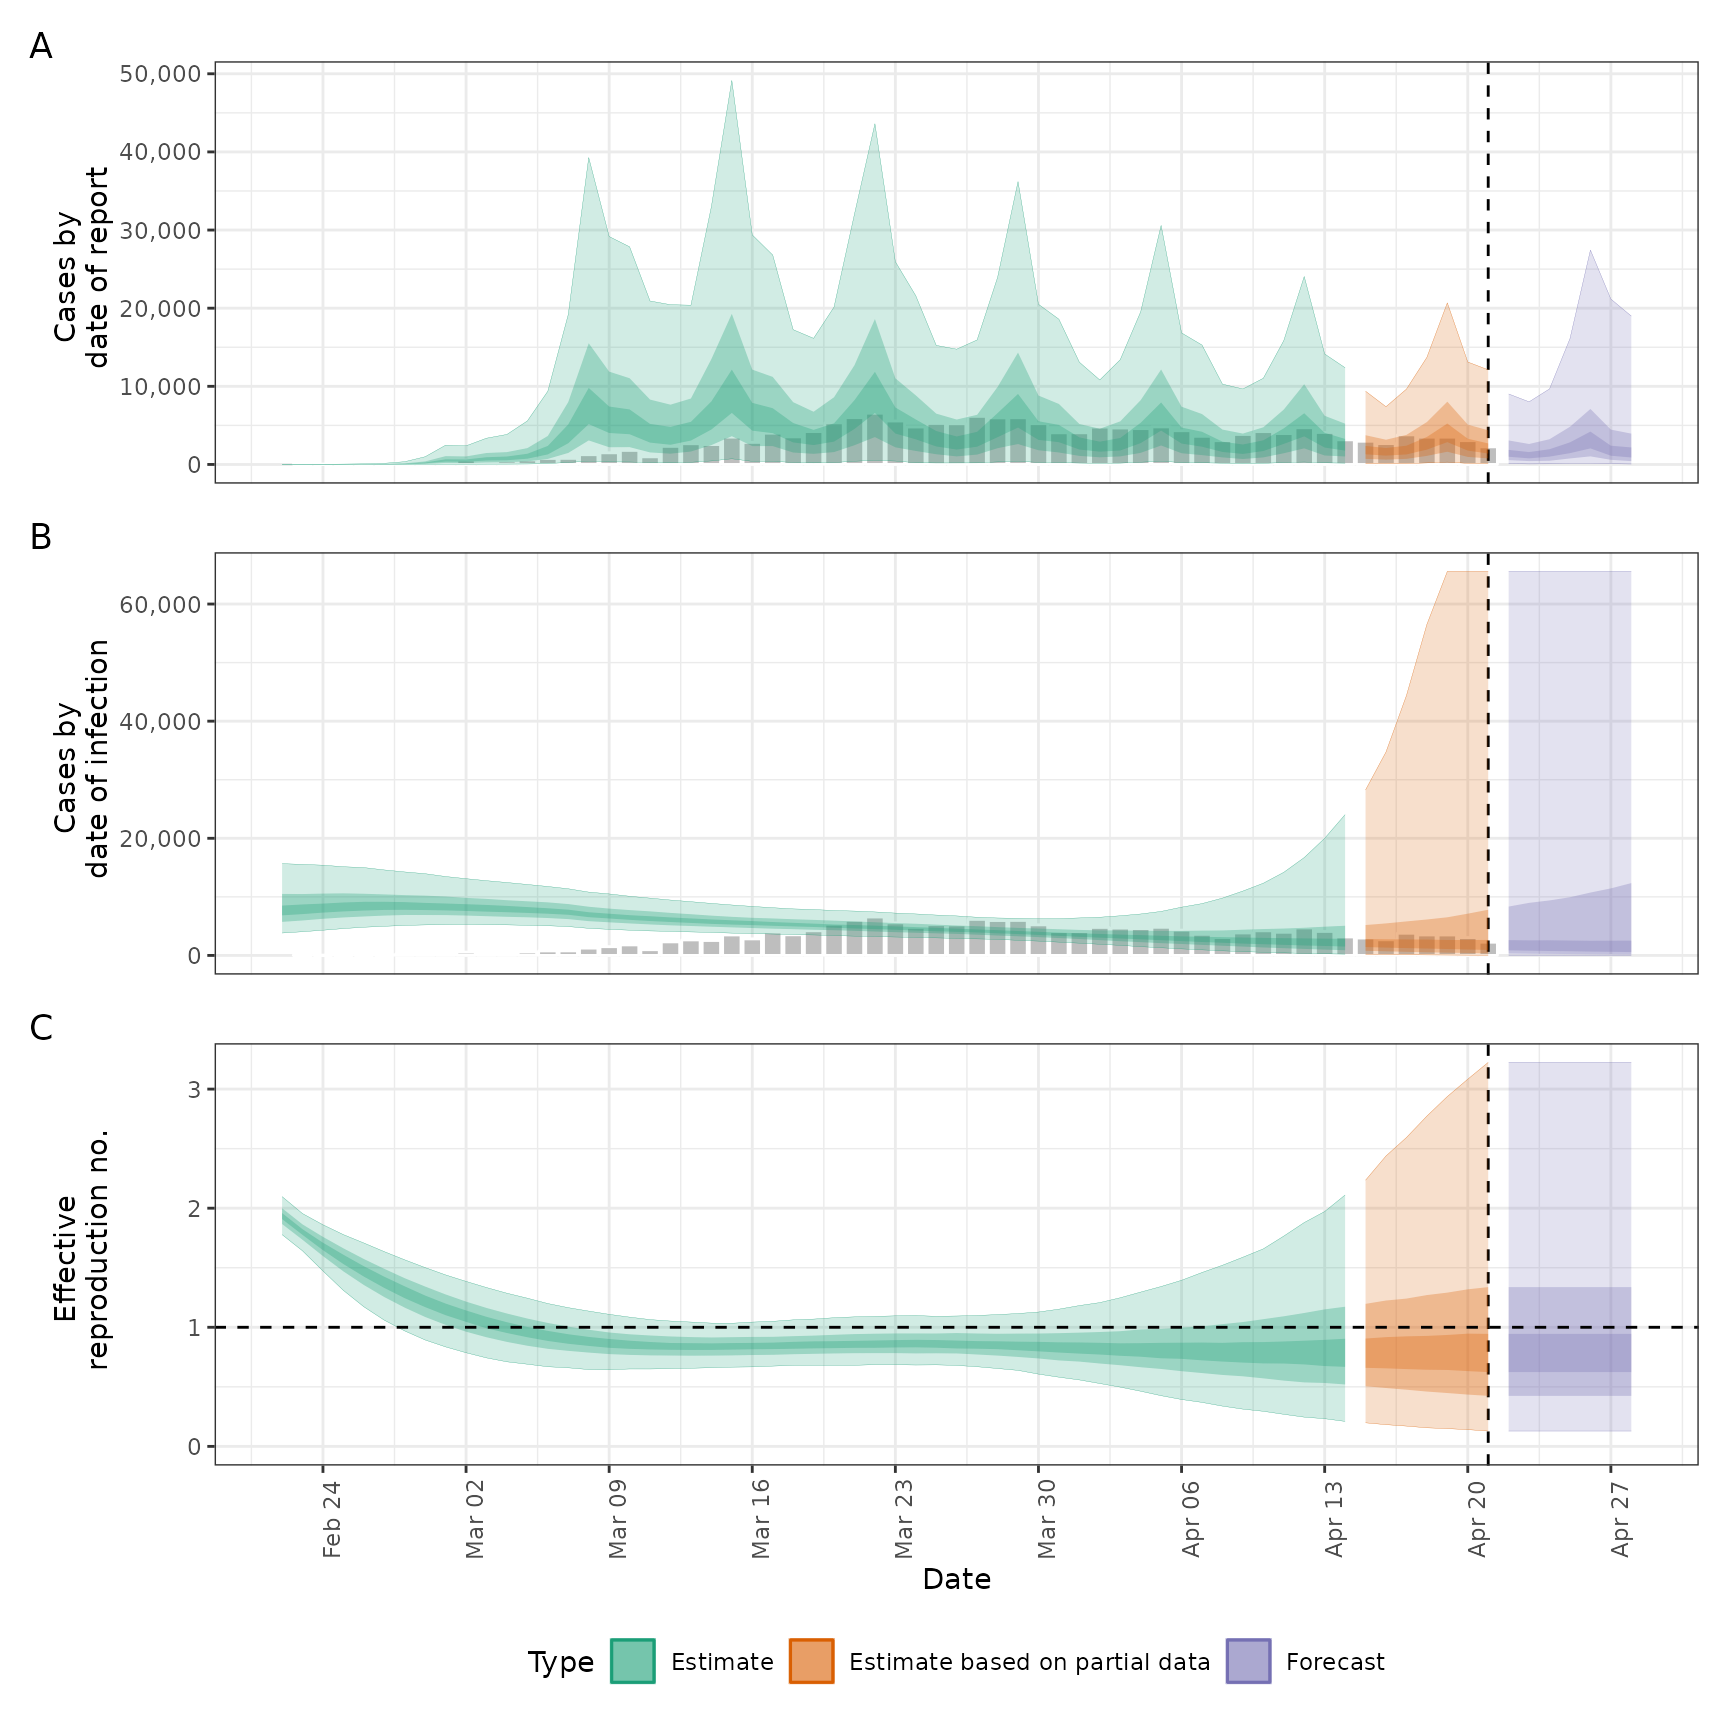 A
50,000
40,000
30,000
20,000
10,000
0
Cases by
date of report
B
60,000
40,000
20,000
0
Cases by
date of infection
C
3
2
1
0
Effective
reproduction no.
Feb 24
Mar 02
Mar 09
Mar 16
Mar 23
Mar 30
Apr 06
Apr 13
Apr 20
Apr 27
Date
Type Estimate Estimate based on partial data Forecast